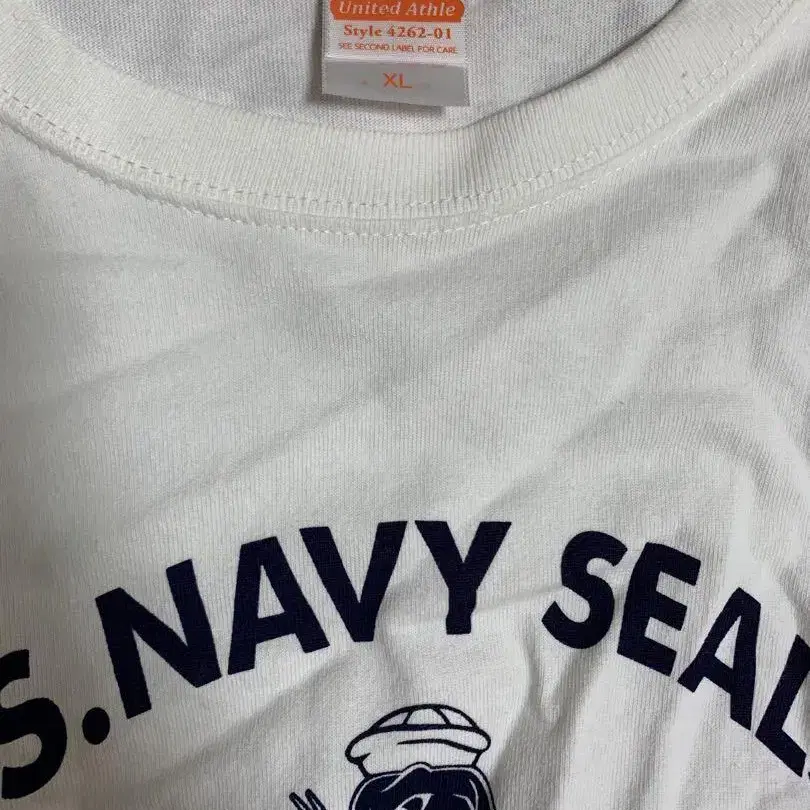 United Athle
Style 4262-01
SEE SECOND LABEL FOR CARE
XL
S.NAVY SEAL